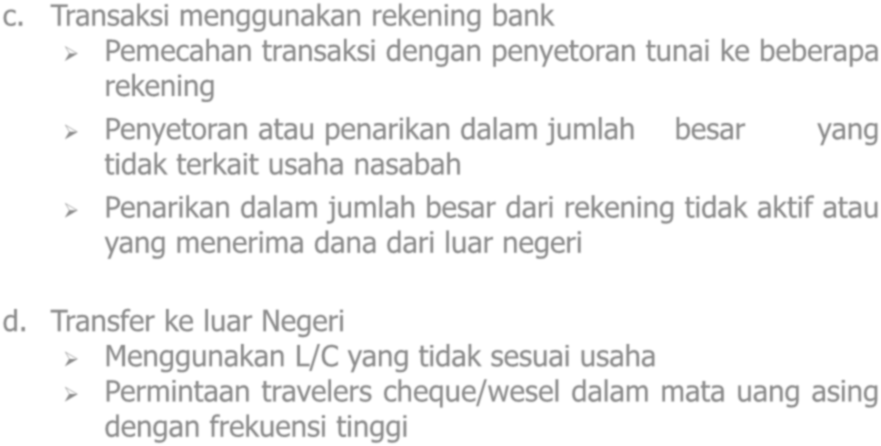 c. Transaksi menggunakan rekening bank
➢ Pemecahan transaksi dengan penyetoran tunai ke beberapa
rekening
➢ Penyetoran atau penarikan dalam jumlah besar yang
tidak terkait usaha nasabah
➢ Penarikan dalam jumlah besar dari rekening tidak aktif atau
yang menerima dana dari luar negeri
d. Transfer ke luar Negeri
➢ Menggunakan L/C yang tidak sesuai usaha
➢ Permintaan travelers cheque/wesel dalam mata uang asing
dengan frekuensi tinggi